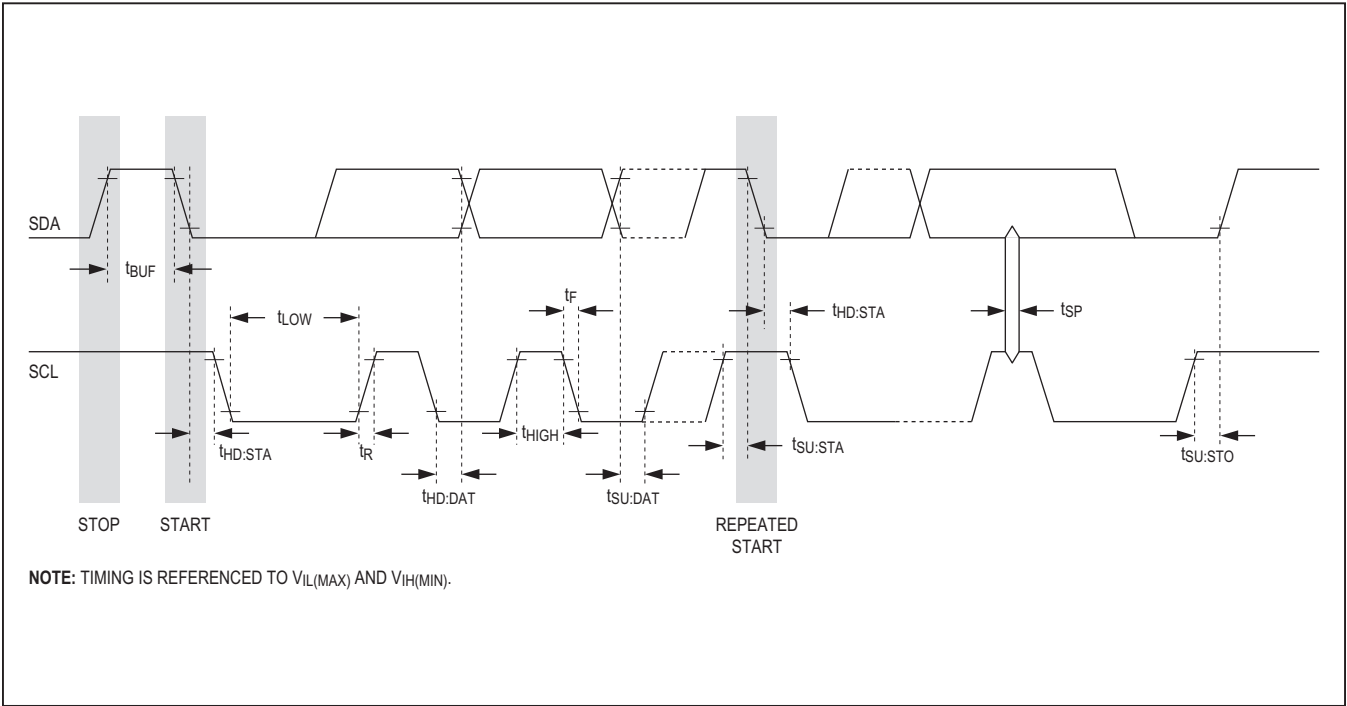 SDA
tBUF
tF
tLOW
tHD:STA
tSP
SCL
tHD:STA
tR
tHIGH
tSU:STA
tSU:STO
tHD:DAT
tSU:DAT
STOP
START
REPEATED
START
NOTE: TIMING IS REFERENCED TO VIL(MAX) AND VIH(MIN).